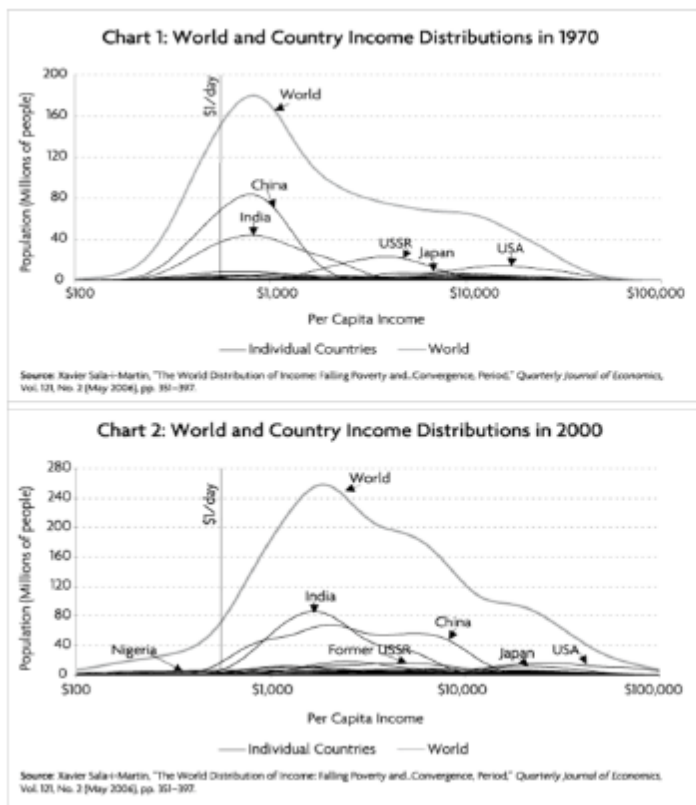 Chart 1: World and Country Income Distributions in 1970
Population (Millions of people)
200
160
120
80
40
0
$1/day
World
China
India
USSR
Japan
USA
$100
$1,000
$10,000
$100,000
Per Capita Income
Individual Countries
World
Source: Xavier Sala-i-Martin, "The World Distribution of Income: Falling Poverty and...Convergence, Period," Quarterly Journal of Economics,
Vol. 121, No. 2 (May 2006), pp. 351–397.
Chart 2: World and Country Income Distributions in 2000
Population (Millions of people)
280
240
200
160
120
80
40
0
$1/day
World
India
China
Nigeria
Former USSR
Japan
USA
$100
$1,000
$10,000
$100,000
Per Capita Income
Individual Countries
World
Source: Xavier Sala-i-Martin, "The World Distribution of Income: Falling Poverty and...Convergence, Period," Quarterly Journal of Economics,
Vol. 121, No. 2 (May 2006), pp. 351–397.